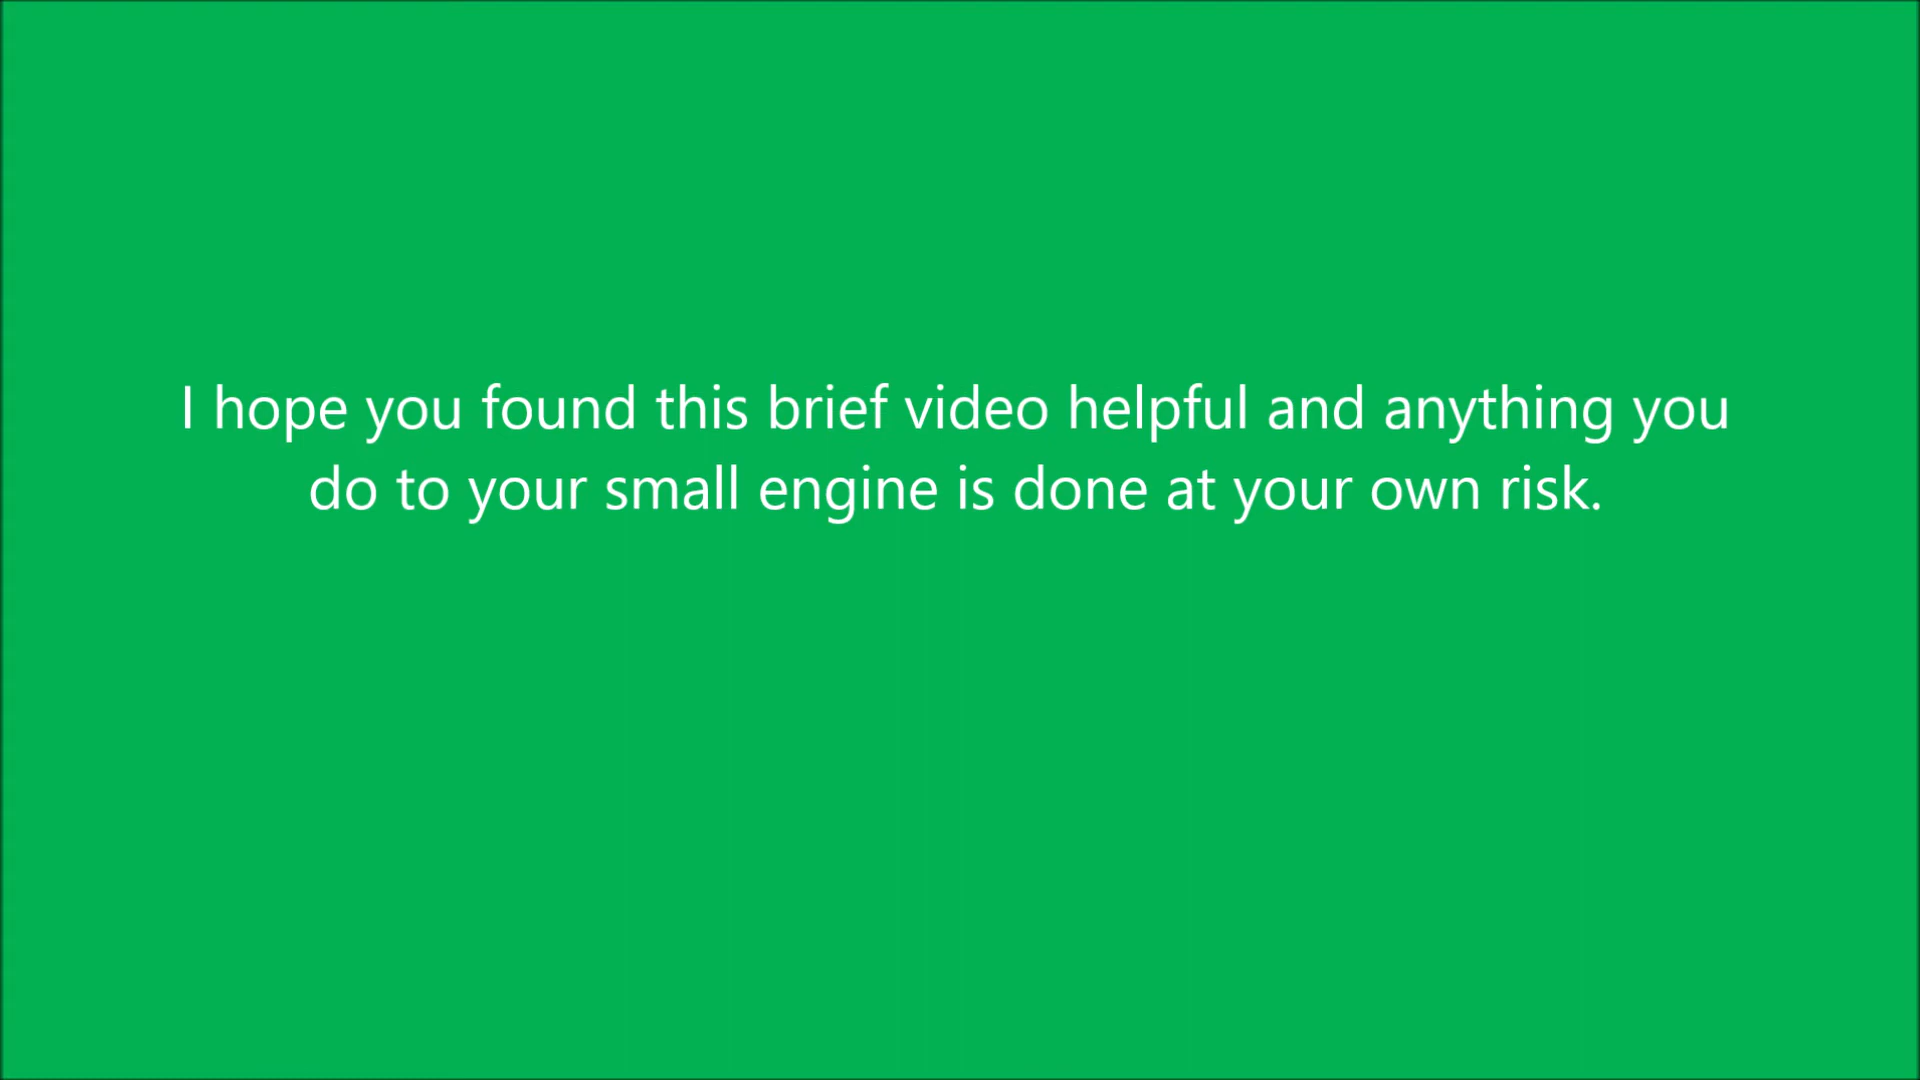 I hope you found this brief video helpful and anything you
do to your small engine is done at your own risk.